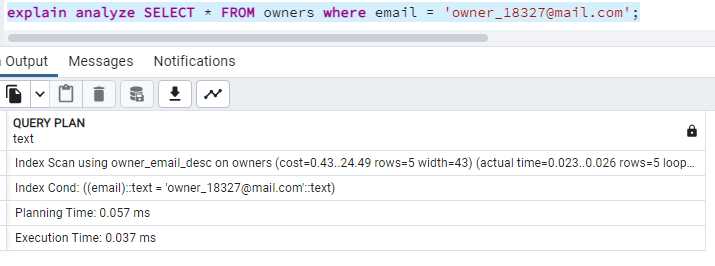 explain analyze SELECT * FROM owners where email = 'owner_18327@mail.com';
Output Messages Notifications
QUERY PLAN
text
Index Scan using owner_email_desc on owners (cost=0.43..24.49 rows=5 width=43) (actual time=0.023..0.026 rows=5 loop...
Index Cond: ((email)::text = 'owner_18327@mail.com'::text)
Planning Time: 0.057 ms
Execution Time: 0.037 ms